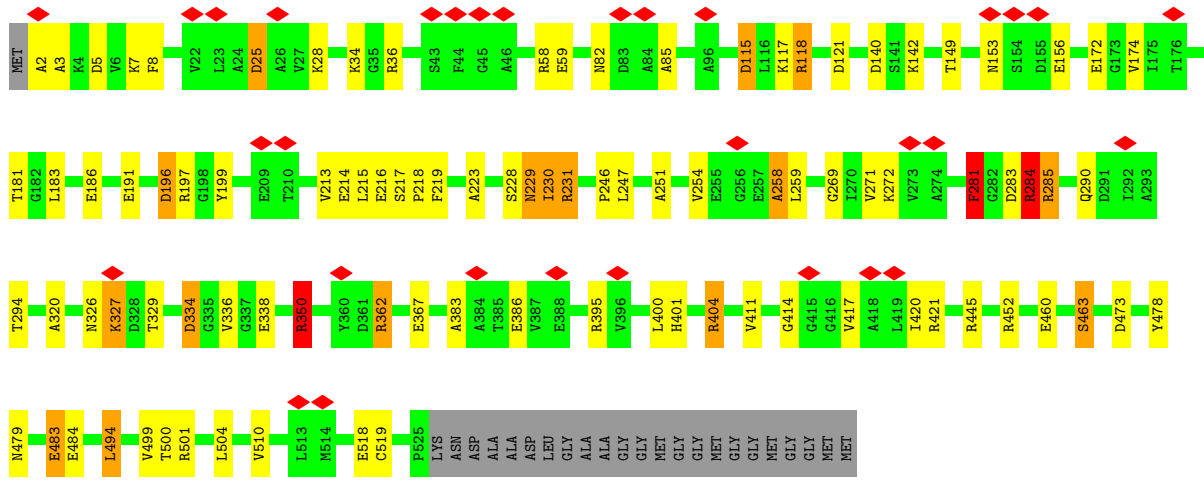 MET A2 A3 K4 D5 V6 K7 F8 V22 L23 A24 D25 A26 V27 K28 K34 G35 R36 S43 F44 G45 A46 R58 E59 N82 D83 A84 A85 A96 D115 L116 K117 R118 D121 D140 S141 K142 T149 N153 S154 D155 E156 E172 G173 V174 I175 T176
T181 G182 L183 E186 E191 D196 R197 G198 Y199 E209 T210 V213 E214 L215 E216 S217 P218 F219 A223 S228 N229 I230 R231 P246 L247 A251 V254 E255 G256 E257 A258 L259 G269 I270 V271 K272 V273 A274 F281 G282 D283 R284 R285 Q290 D291 I292 A293
T294 A320 N326 K327 D328 T329 D334 G335 V336 G337 E338 R350 Y360 D361 R362 E367 A383 A384 T385 E386 V387 E388 R395 V396 L400 H401 R404 V411 G414 G415 G416 V417 A418 L419 I420 R421 R445 R452 E460 S463 D473 Y478
N479 E483 E484 L494 V499 T500 R501 L504 V510 L513 M514 E518 C519 P525 LYS ASN ASP ALA ALA ASP LEU GLY ALA ALA GLY GLY MET GLY GLY MET GLY GLY MET GLY GLY MET MET